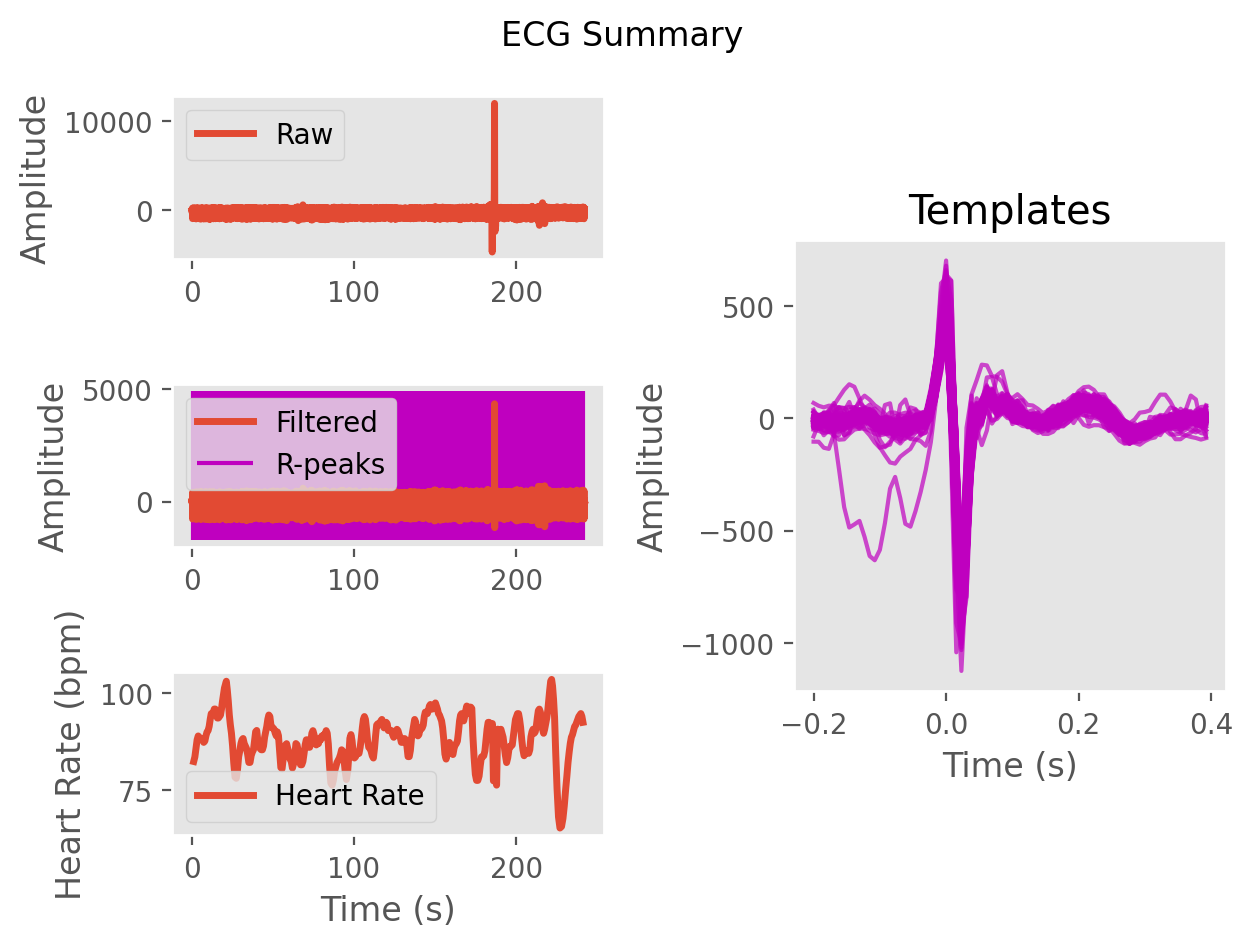 ECG Summary
Amplitude
10000
0
Raw
0
100
200
Amplitude
5000
0
Filtered
R-peaks
0
100
200
Heart Rate (bpm)
100
75
Heart Rate
0
100
200
Time (s)
Templates
Amplitude
500
0
−500
−1000
−0.2
0.0
0.2
0.4
Time (s)